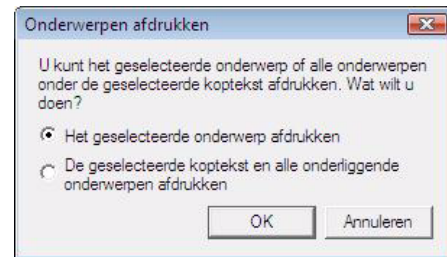 Onderwerpen afdrukken
U kunt het geselecteerde onderwerp of alle onderwerpen
onder de geselecteerde koptekst afdrukken. Wat wilt u
doen?
Het geselecteerde onderwerp afdrukken
De geselecteerde koptekst en alle onderliggende
onderwerpen afdrukken
OK
Annuleren